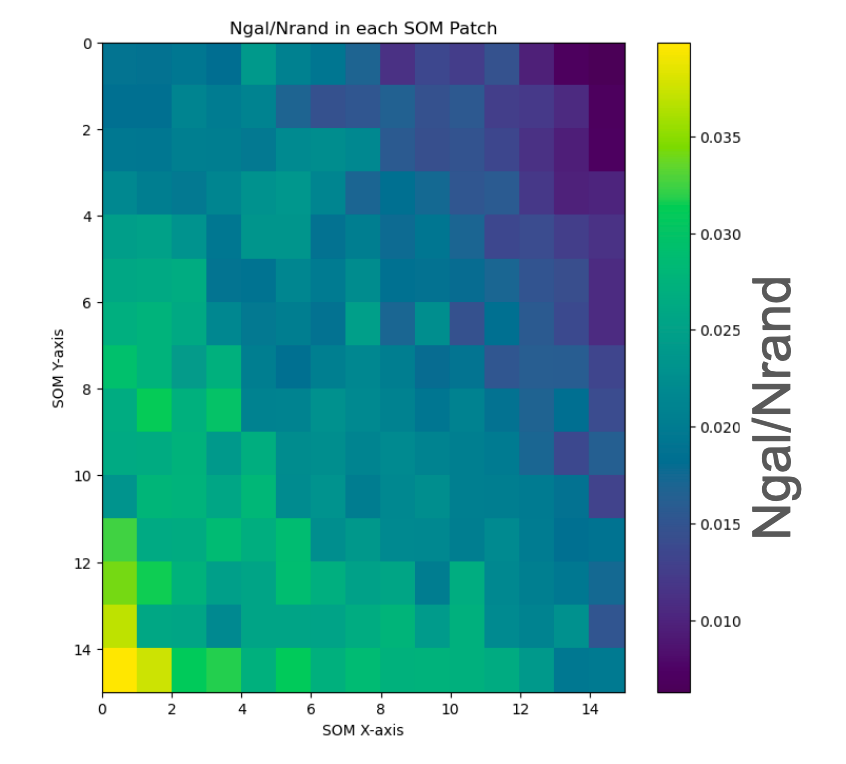 Ngal/Nrand in each SOM Patch
0
2
4
6
8
10
12
14
SOM Y-axis
0 2 4 6 8 10 12 14
SOM X-axis
0.035
0.030
0.025
0.020
0.015
0.010
Ngal/Nrand